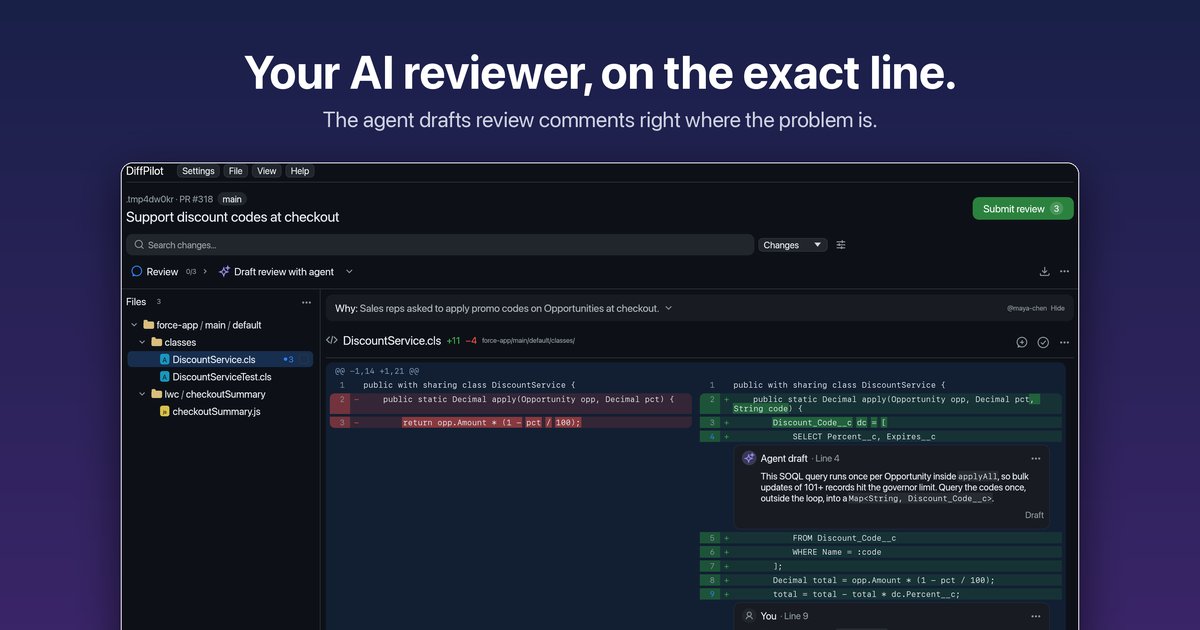 Your AI reviewer, on the exact line.
The agent drafts review comments right where the problem is.
DiffPilot Settings File View Help
.tmp4dw0kr · PR #318 main
Support discount codes at checkout
Submit review 3
Search changes...
Changes
Review 0/3 Draft review with agent
Files 3
force-app / main / default
classes
DiscountService.cls 3
DiscountServiceTest.cls
lwc / checkoutSummary
checkoutSummary.js
Why: Sales reps asked to apply promo codes on Opportunities at checkout.
@maya-chen Hide
DiscountService.cls +11 −4 force-app/main/default/classes/
@@ −1,14 +1,21 @@
1 public with sharing class DiscountService {
2 − public static Decimal apply(Opportunity opp, Decimal pct) {
3 − return opp.Amount * (1 − pct / 100);
1 public with sharing class DiscountService {
2 + public static Decimal apply(Opportunity opp, Decimal pct,
String code) {
3 + Discount_Code__c dc = [
4 + SELECT Percent__c, Expires__c
Agent draft · Line 4
This SOQL query runs once per Opportunity inside applyAll, so bulk
updates of 101+ records hit the governor limit. Query the codes once,
outside the loop, into a Map<String, Discount_Code__c>.
Draft
5 + FROM Discount_Code__c
6 + WHERE Name = :code
7 + ];
8 + Decimal total = opp.Amount * (1 − pct / 100);
9 + total = total − total * dc.Percent__c;
You · Line 9